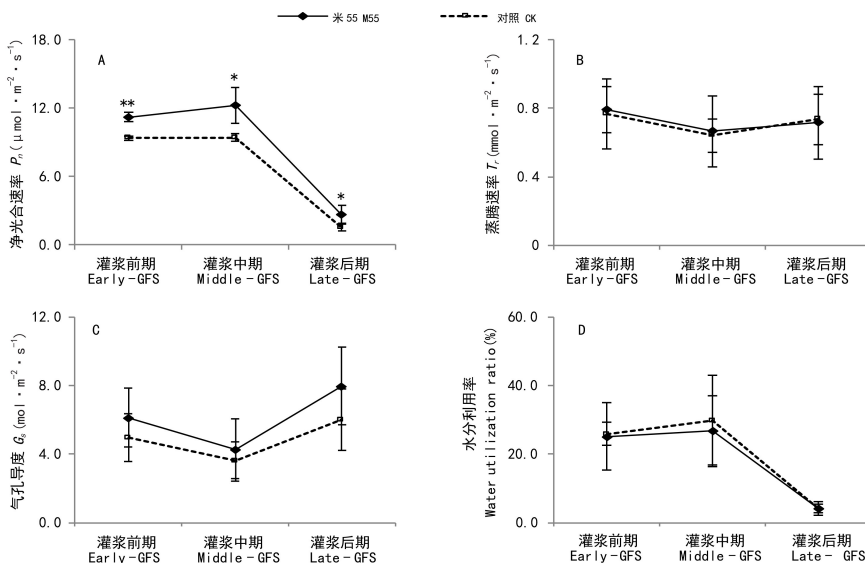 米 55 M55
对照 CK
A
净光合速率 Pn(μmol·m⁻²·s⁻¹)
18.0
12.0
6.0
0.0
**
*
*
灌浆前期 灌浆中期 灌浆后期
Early-GFS Middle-GFS Late-GFS
B
蒸腾速率 Tr(mmol·m⁻²·s⁻¹)
1.2
0.8
0.4
0
灌浆前期 灌浆中期 灌浆后期
Early-GFS Middle-GFS Late-GFS
C
气孔导度 Gs(mol·m⁻²·s⁻¹)
12.0
8.0
4.0
0.0
灌浆前期 灌浆中期 灌浆后期
Early-GFS Middle-GFS Late-GFS
D
水分利用率
Water utilization ratio(%)
60.0
40.0
20.0
0.0
灌浆前期 灌浆中期 灌浆后期
Early-GFS Middle-GFS Late- GFS